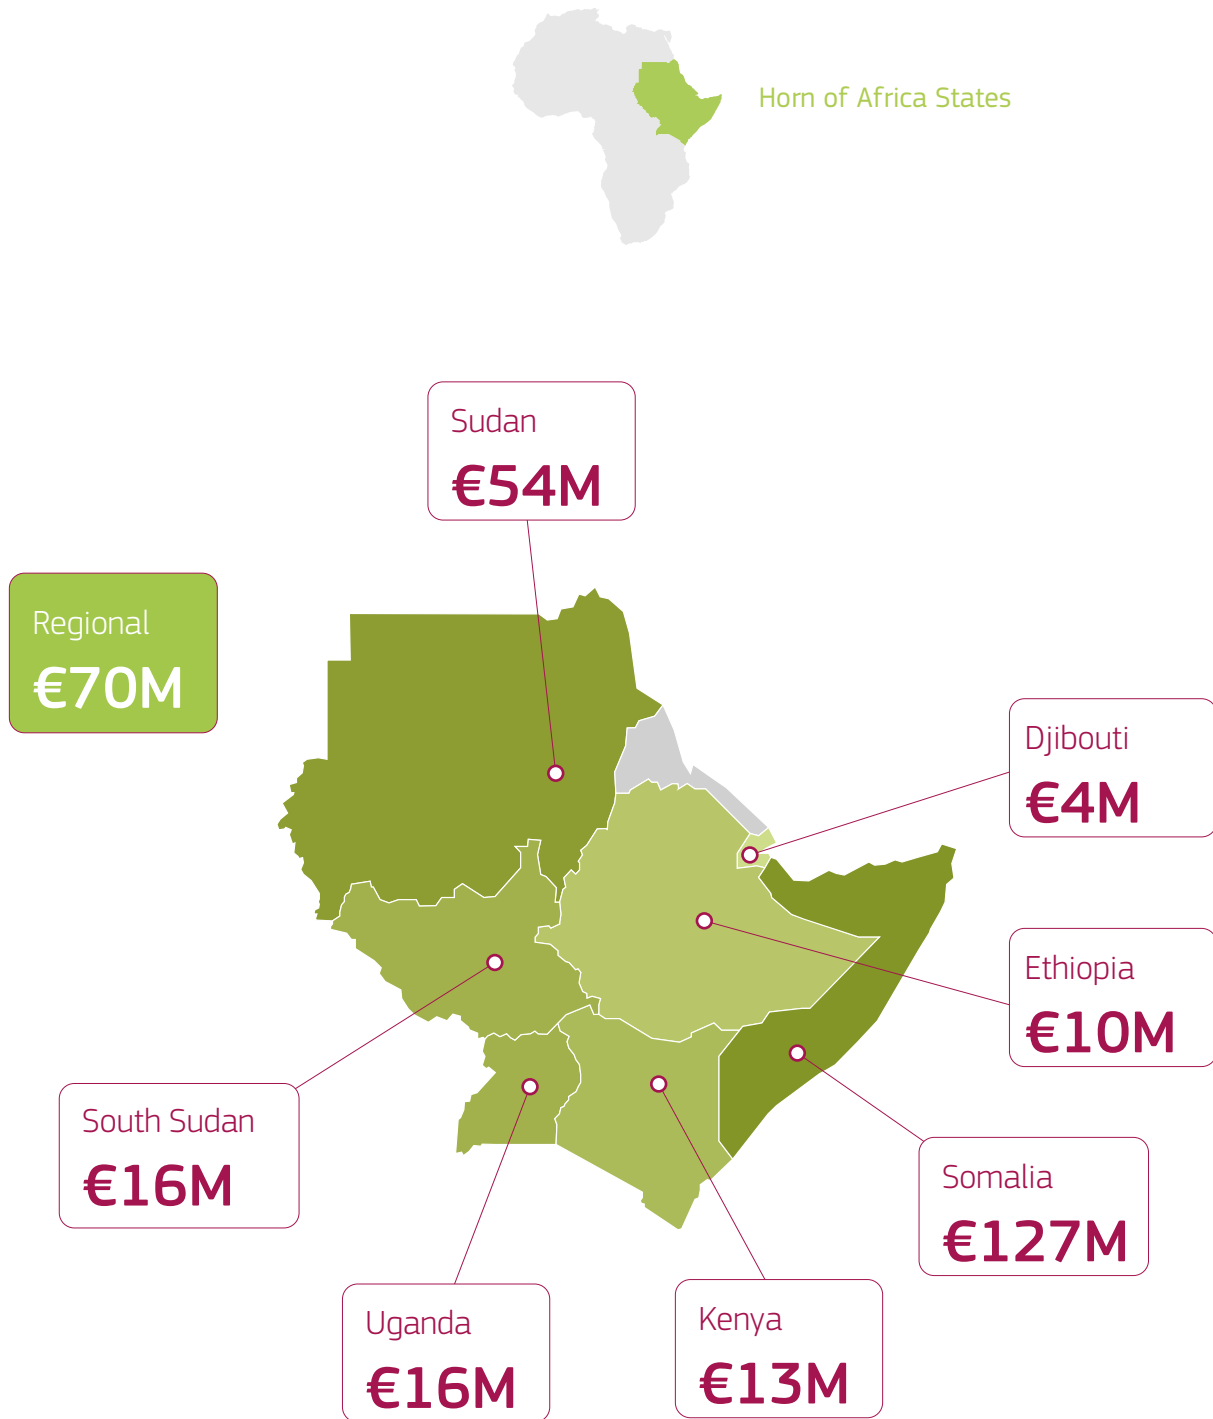 Horn of Africa States
Sudan
€54M
Regional
€70M
Djibouti
€4M
Ethiopia
€10M
South Sudan
€16M
Somalia
€127M
Uganda
€16M
Kenya
€13M